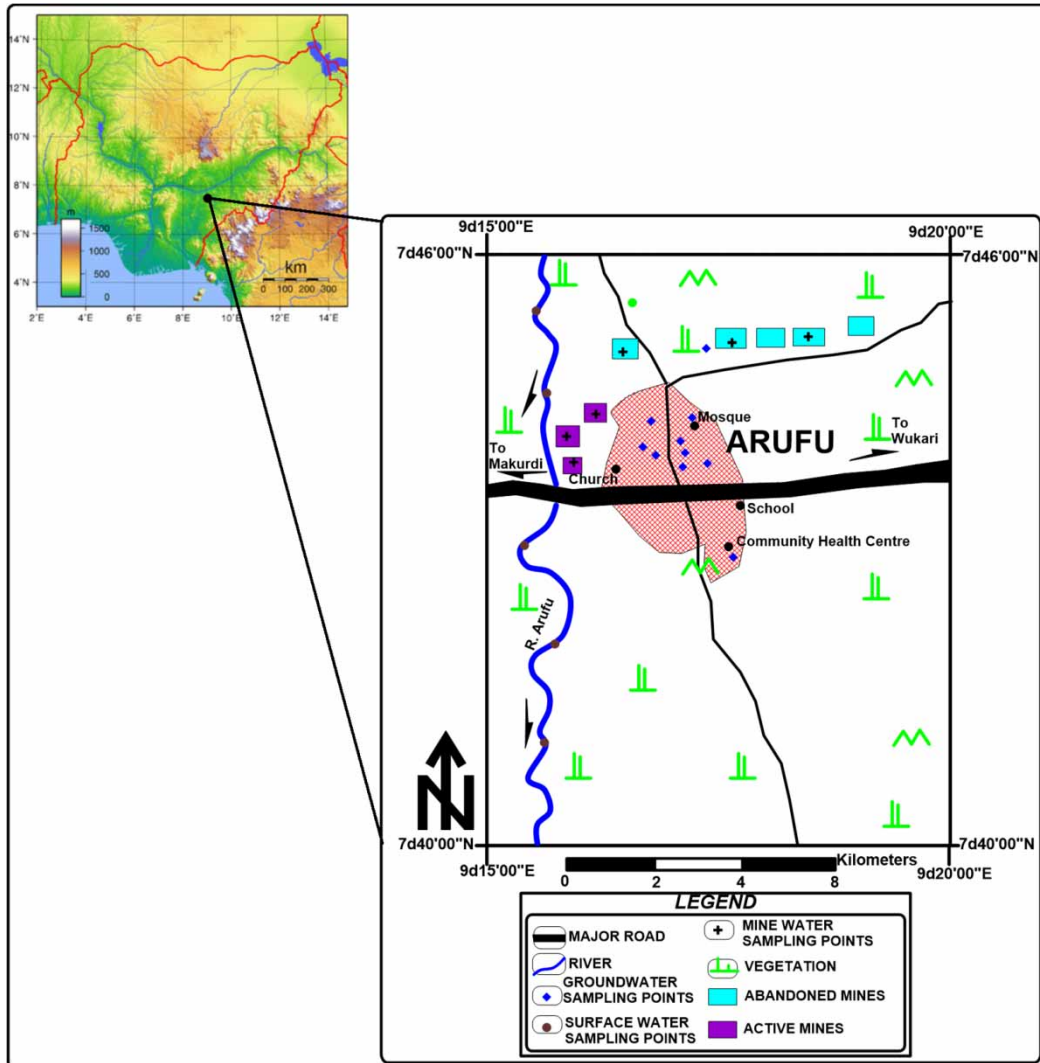 14°N
12°N
10°N
8°N
6°N
4°N
m
1500
1000
500
0
km
0 100 200 300
2°E 4°E 6°E 8°E 10°E 12°E 14°E
9d15'00"E
9d20'00"E
7d46'00"N
7d46'00"N
Mosque
ARUFU
To
Wukari
To
Makurdi
Church
School
Community Health Centre
R. Arufu
N
7d40'00"N
7d40'00"N
9d15'00"E
9d20'00"E
Kilometers
0 2 4 8
LEGEND
MAJOR ROAD
RIVER
GROUNDWATER
SAMPLING POINTS
SURFACE WATER
SAMPLING POINTS
MINE WATER
SAMPLING POINTS
VEGETATION
ABANDONED MINES
ACTIVE MINES